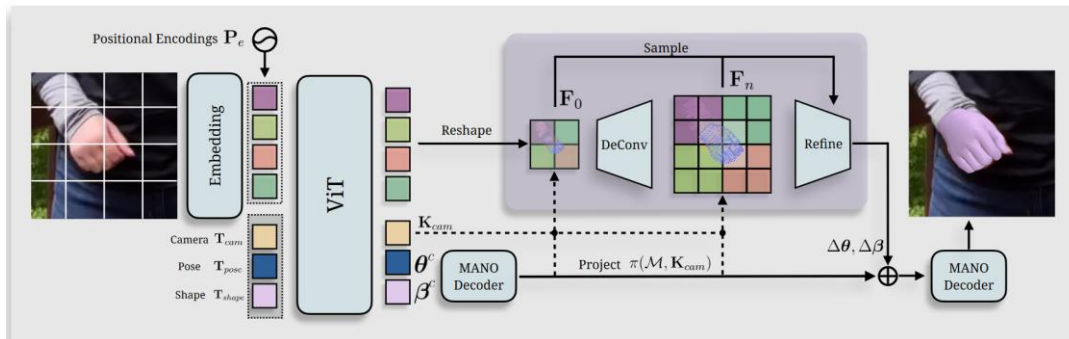 Positional Encodings P_e
Embedding
Camera T_cam
Pose T_pose
Shape T_shape
ViT
Reshape
K_cam
θ^c
β^c
MANO
Decoder
Sample
F_0
DeConv
F_n
Refine
Project π(M, K_cam)
Δθ, Δβ
MANO
Decoder